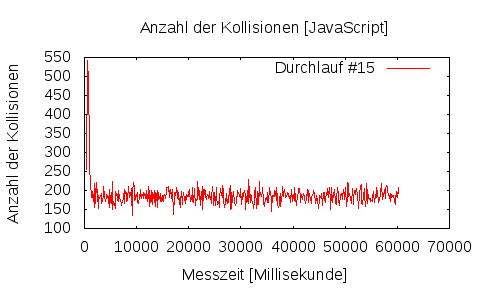 Anzahl der Kollisionen [JavaScript]
Durchlauf #15
Anzahl der Kollisionen
550
500
450
400
350
300
250
200
150
100
0 10000 20000 30000 40000 50000 60000 70000
Messzeit [Millisekunde]